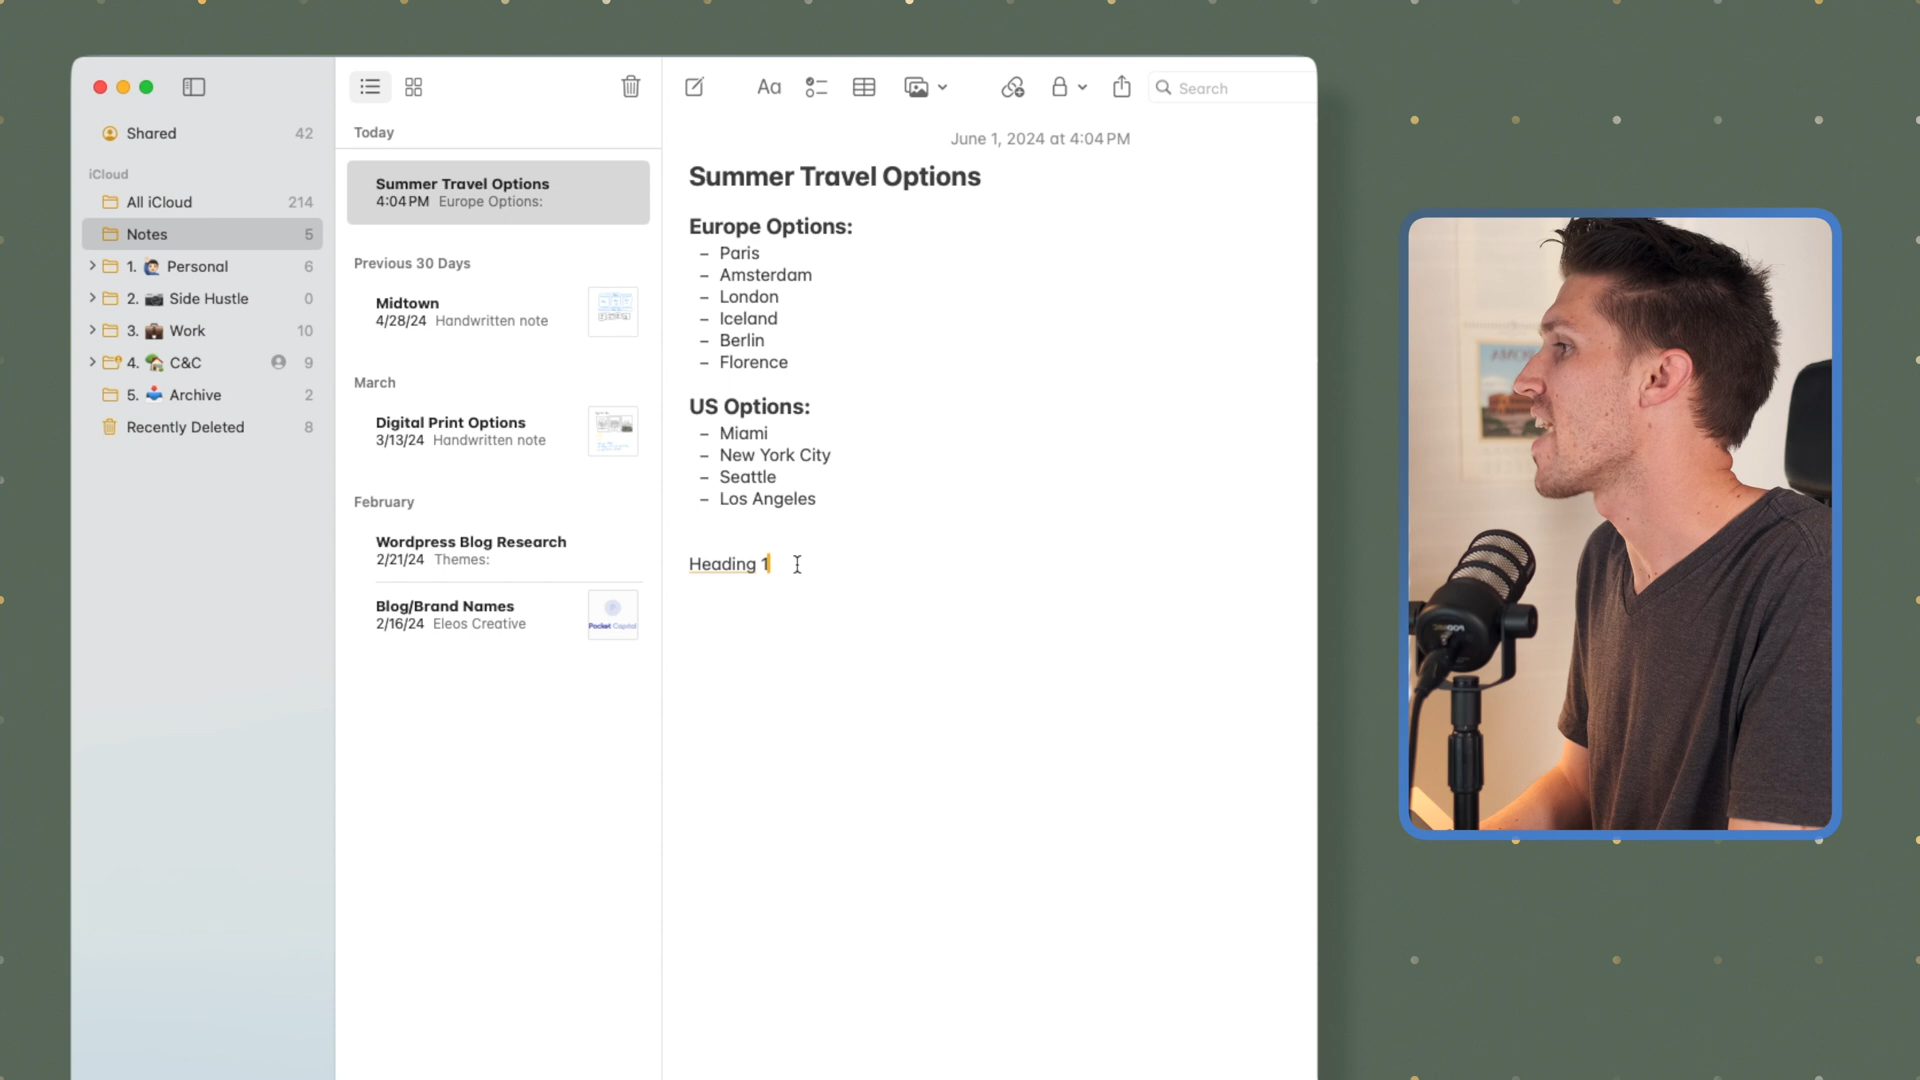 Search
Shared 42
iCloud
All iCloud 214
Notes 5
1. 🙋🏻‍♂️ Personal 6
2. 📷 Side Hustle 0
3. 💼 Work 10
4. 🏡 C&C 9
5. 📥 Archive 2
Recently Deleted 8
Today
Summer Travel Options
4:04 PM Europe Options:
Previous 30 Days
Midtown
4/28/24 Handwritten note
March
Digital Print Options
3/13/24 Handwritten note
February
Wordpress Blog Research
2/21/24 Themes:
Blog/Brand Names
2/16/24 Eleos Creative
Pocket Capital
Aa
June 1, 2024 at 4:04 PM
Summer Travel Options
Europe Options:
– Paris
– Amsterdam
– London
– Iceland
– Berlin
– Florence
US Options:
– Miami
– New York City
– Seattle
– Los Angeles
Heading 1